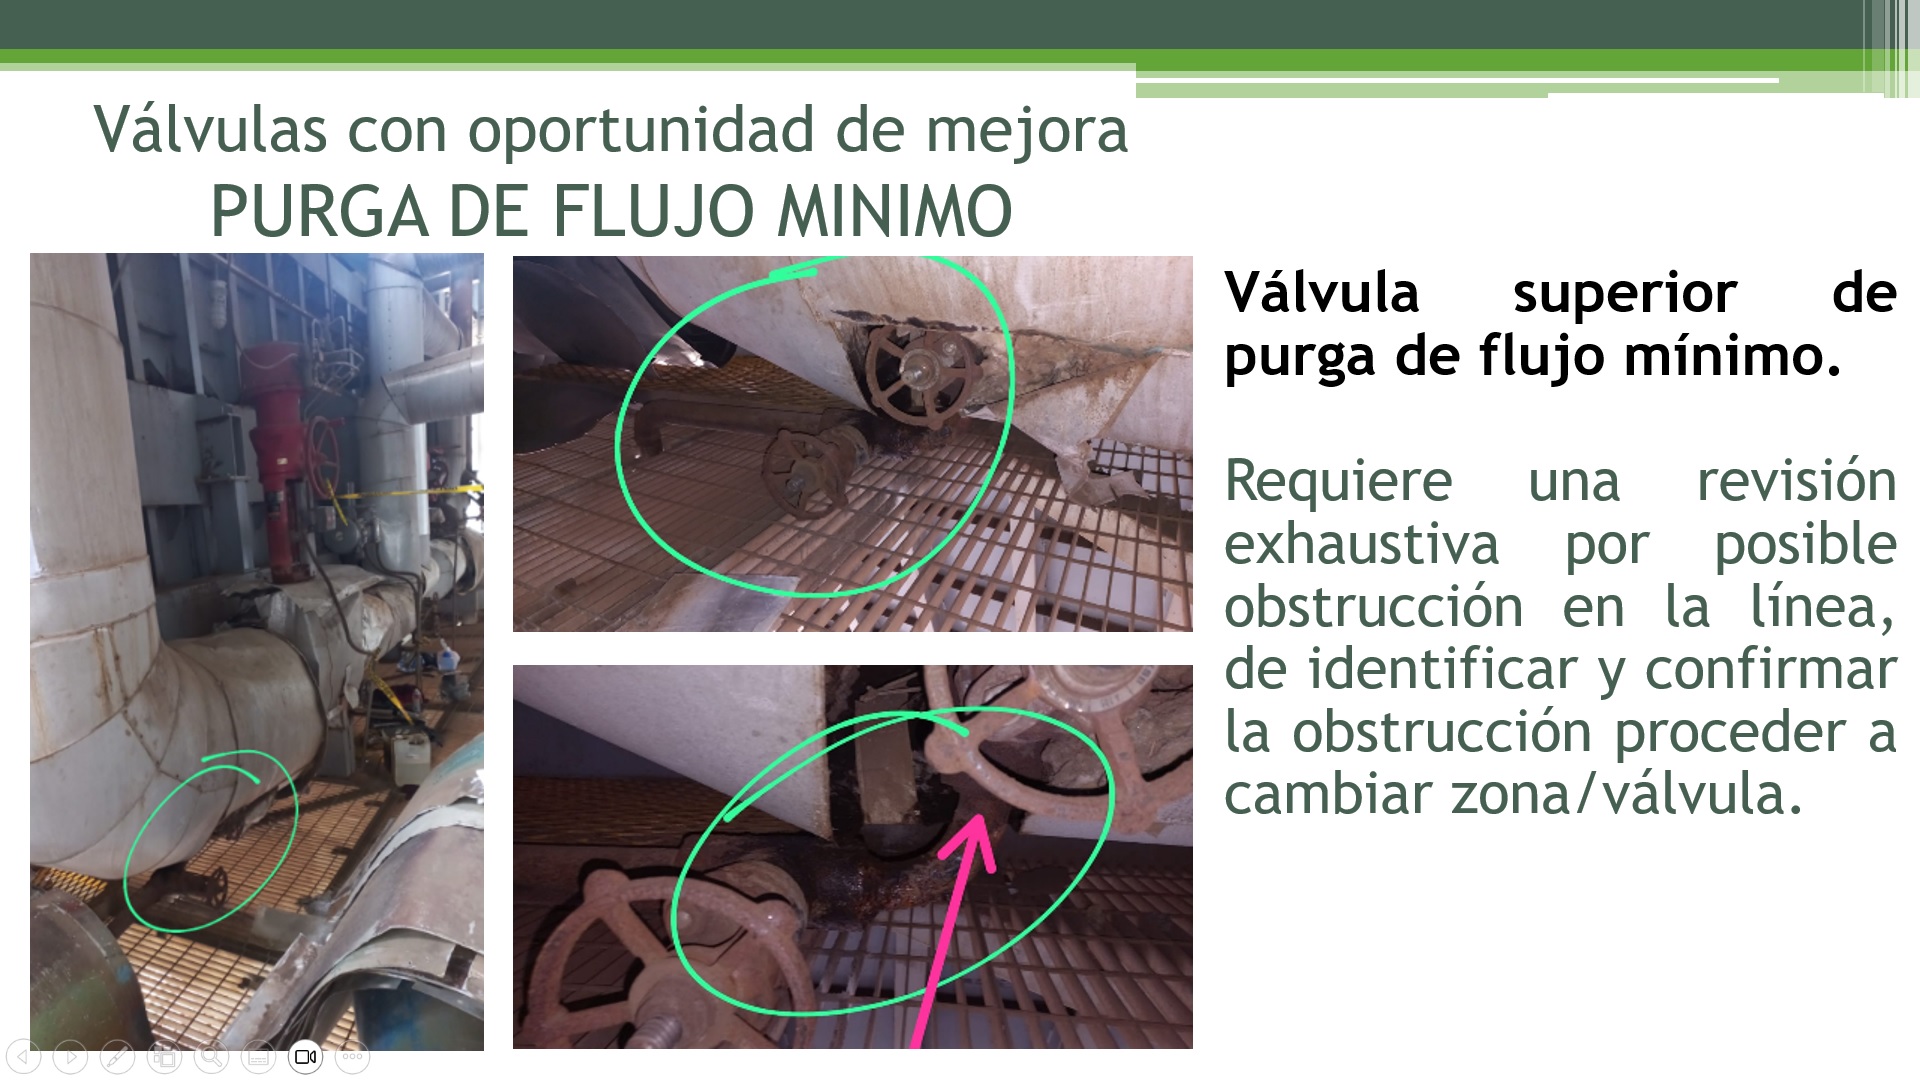 Válvulas con oportunidad de mejora
PURGA DE FLUJO MINIMO
Válvula superior de
purga de flujo mínimo.
Requiere una revisión
exhaustiva por posible
obstrucción en la línea,
de identificar y confirmar
la obstrucción proceder a
cambiar zona/válvula.